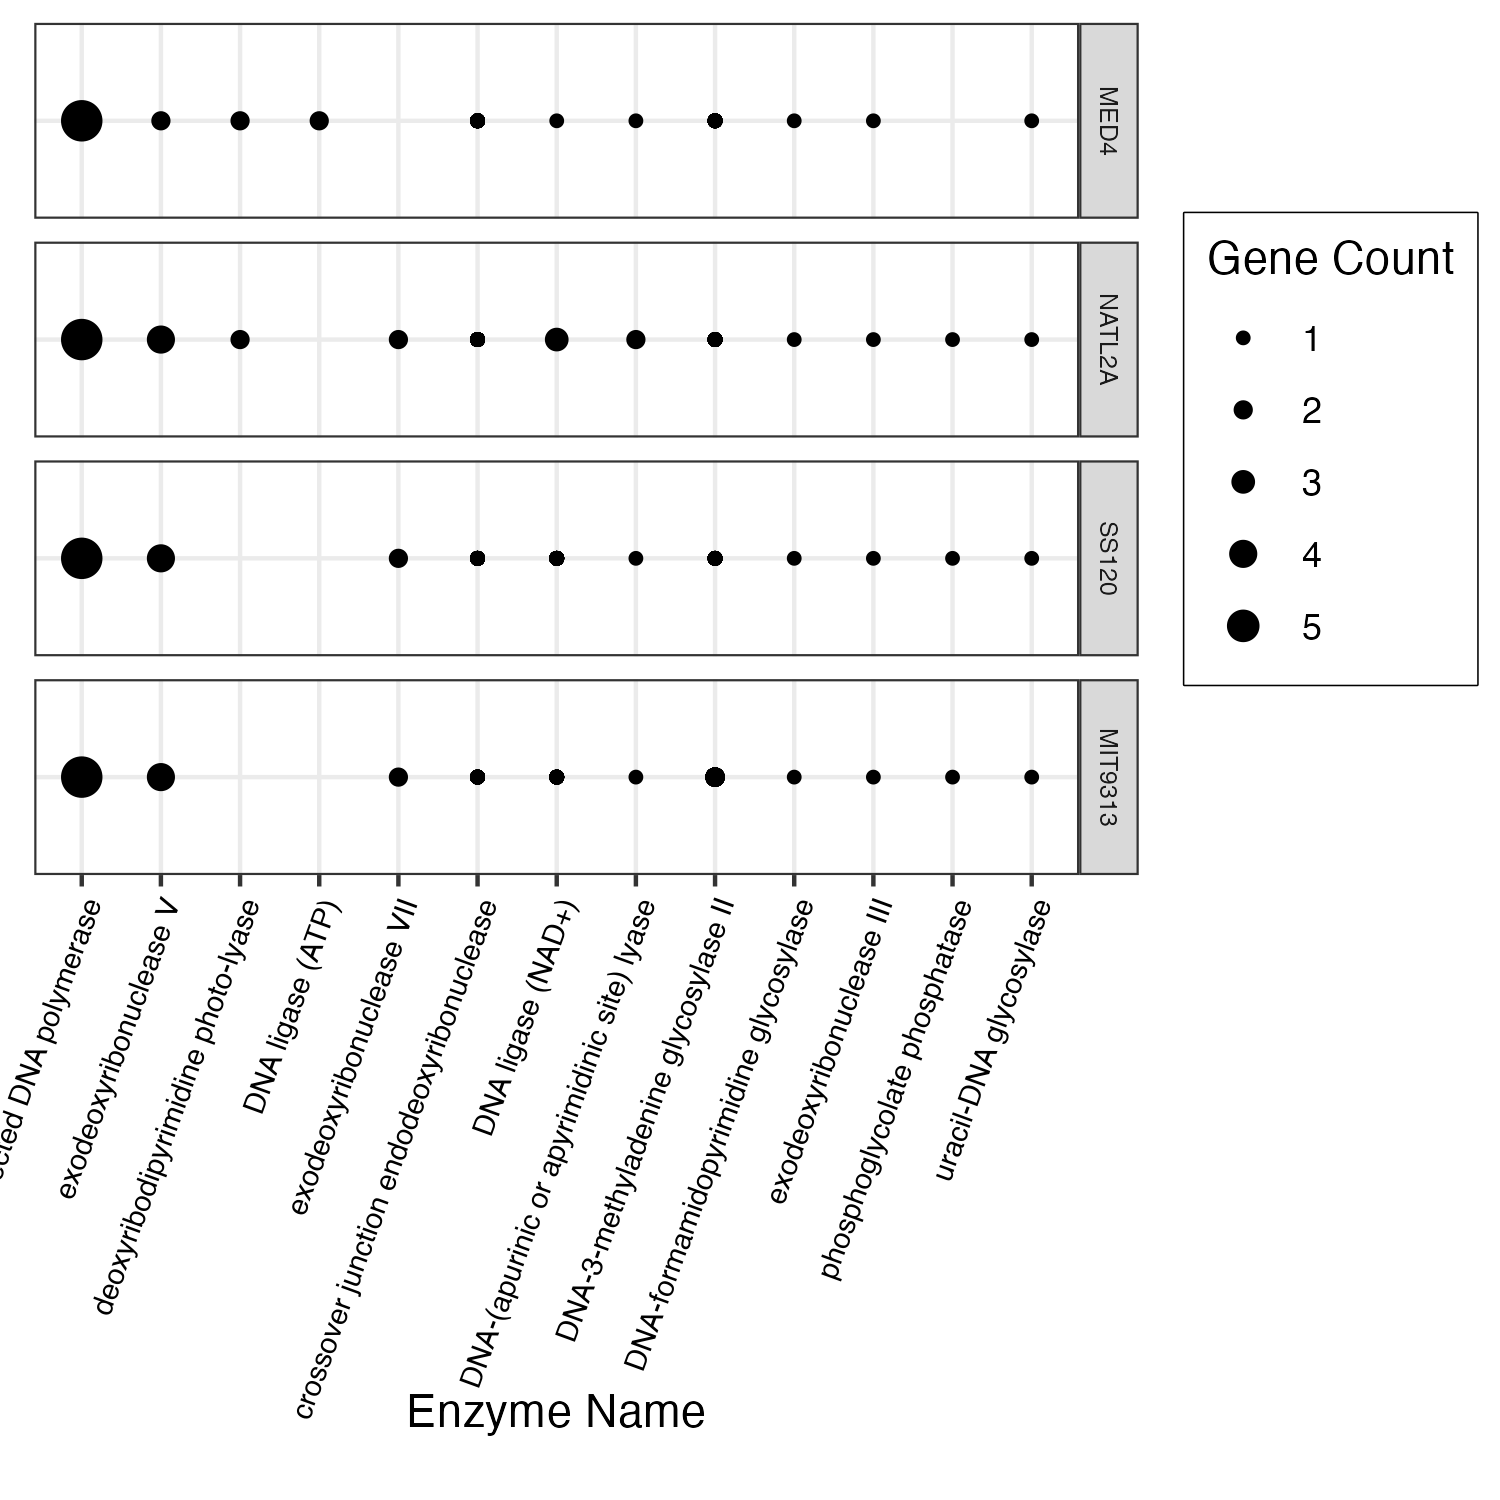 MED4
NATL2A
SS120
MIT9313
Gene Count
1
2
3
4
5
DNA polymerase
exodeoxyribonuclease V
deoxyribodipyrimidine photo-lyase
DNA ligase (ATP)
exodeoxyribonuclease VII
crossover junction endodeoxyribonuclease
DNA ligase (NAD+)
DNA-(apurinic or apyrimidinic site) lyase
DNA-3-methyladenine glycosylase II
DNA-formamidopyrimidine glycosylase
exodeoxyribonuclease III
phosphoglycolate phosphatase
uracil-DNA glycosylase
Enzyme Name